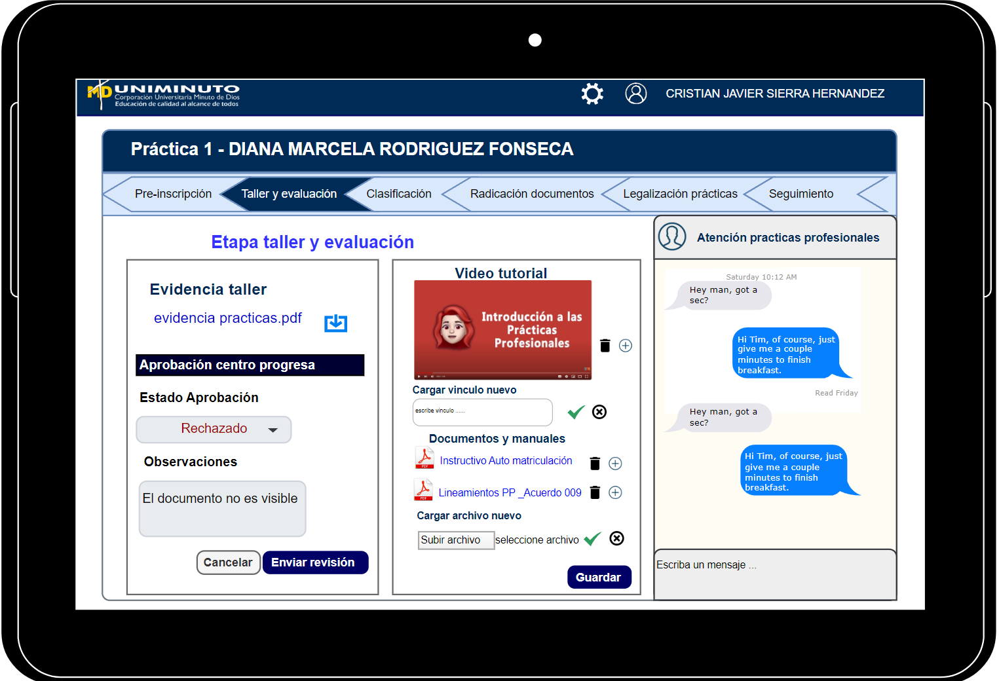 MD UNIMINUTO
Corporación Universitaria Minuto de Dios
Educación de calidad al alcance de todos
CRISTIAN JAVIER SIERRA HERNANDEZ
Práctica 1 - DIANA MARCELA RODRIGUEZ FONSECA
Pre-inscripción
Taller y evaluación
Clasificación
Radicación documentos
Legalización prácticas
Seguimiento
Etapa taller y evaluación
Evidencia taller
evidencia practicas.pdf
Aprobación centro progresa
Estado Aprobación
Rechazado
Observaciones
El documento no es visible
Cancelar
Enviar revisión
Video tutorial
Introducción a las
Prácticas
Profesionales
Cargar vinculo nuevo
escribe vinculo ......
Documentos y manuales
PDF
Instructivo Auto matriculación
PDF
Lineamientos PP _Acuerdo 009
Cargar archivo nuevo
Subir archivo
seleccione archivo
Guardar
Atención practicas profesionales
Saturday 10:12 AM
Hey man, got a
sec?
Hi Tim, of course, just
give me a couple
minutes to finish
breakfast.
Read Friday
Hey man, got a
sec?
Hi Tim, of course, just
give me a couple
minutes to finish
breakfast.
Escriba un mensaje ...